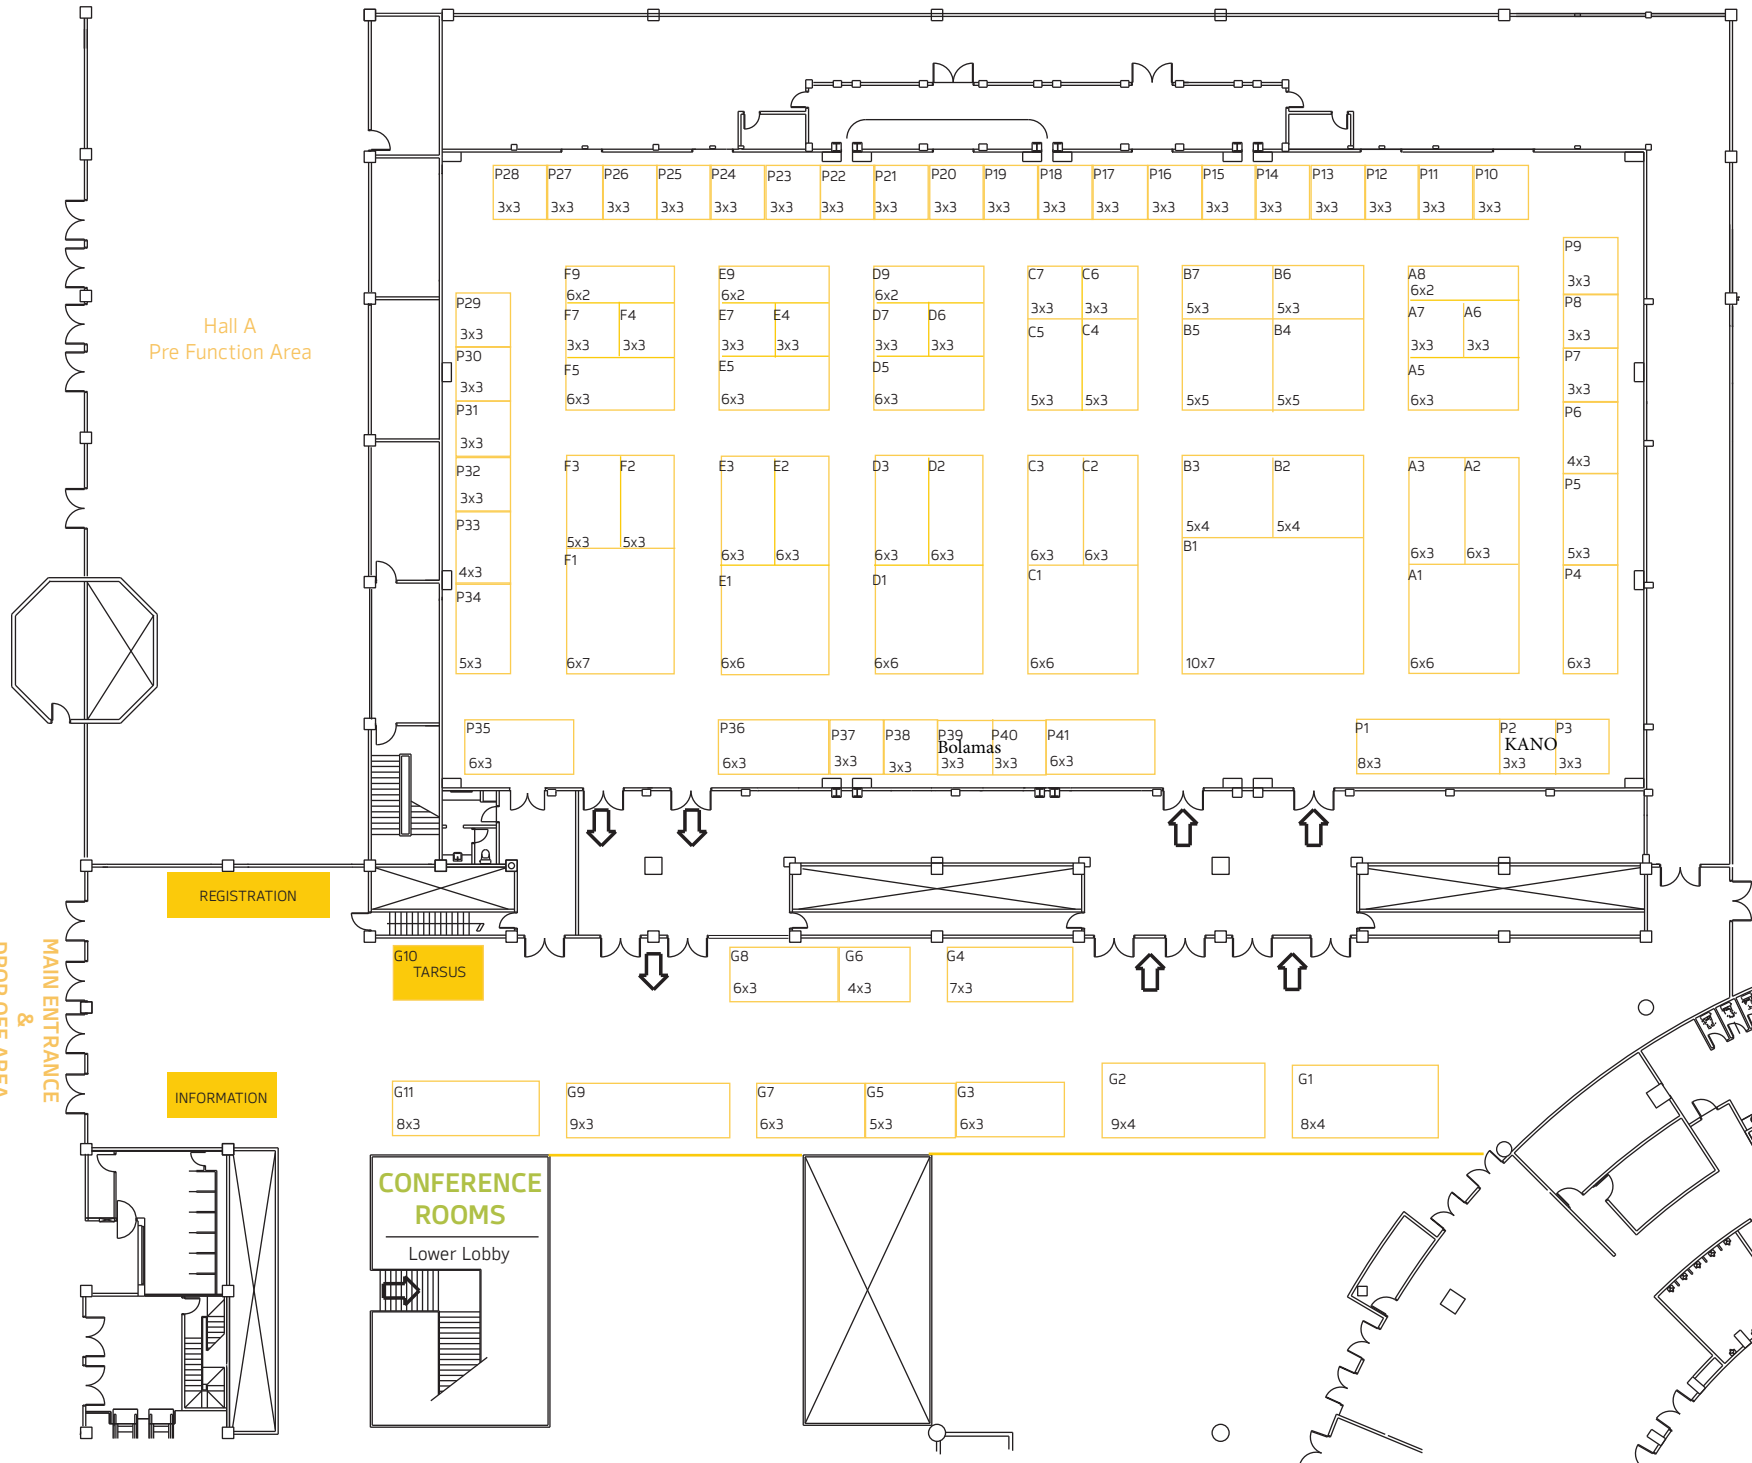 P28 P27 P26 P25 P24 P23 P22 P21 P20 P19 P18 P17 P16 P15 P14 P13 P12 P11 P10
3x3 3x3 3x3 3x3 3x3 3x3 3x3 3x3 3x3 3x3 3x3 3x3 3x3 3x3 3x3 3x3 3x3 3x3 3x3
P9
3x3
P8
3x3
P7
3x3
P6
4x3
P5
5x3
P4
6x3
P29
3x3
P30
3x3
P31
3x3
P32
3x3
P33
4x3
P34
5x3
Hall A
Pre Function Area
F9
6x2
F7 F4
3x3 3x3
F5
6x3
E9
6x2
E7 E4
3x3 3x3
E5
6x3
D9
6x2
D7 D6
3x3 3x3
D5
6x3
C7 C6
3x3 3x3
C5 C4
5x3 5x3
B7 B6
5x3 5x3
B5 B4
5x5 5x5
A8
6x2
A7 A6
3x3 3x3
A5
6x3
F3 F2
5x3 5x3
F1
6x7
E3 E2
6x3 6x3
E1
6x6
D3 D2
6x3 6x3
D1
6x6
C3 C2
6x3 6x3
C1
6x6
B3 B2
5x4 5x4
B1
10x7
A3 A2
6x3 6x3
A1
6x6
P35
6x3
P36
6x3
P37
3x3
P38
3x3
P39 P40
Bolamas
3x3 3x3
P41
6x3
P1
8x3
P2 P3
KANO
3x3 3x3
REGISTRATION
G10
TARSUS
G8
6x3
G6
4x3
G4
7x3
MAIN ENTRANCE
&
DROP OFF AREA
INFORMATION
G11
8x3
G9
9x3
G7
6x3
G5
5x3
G3
6x3
G2
9x4
G1
8x4
CONFERENCE
ROOMS
Lower Lobby